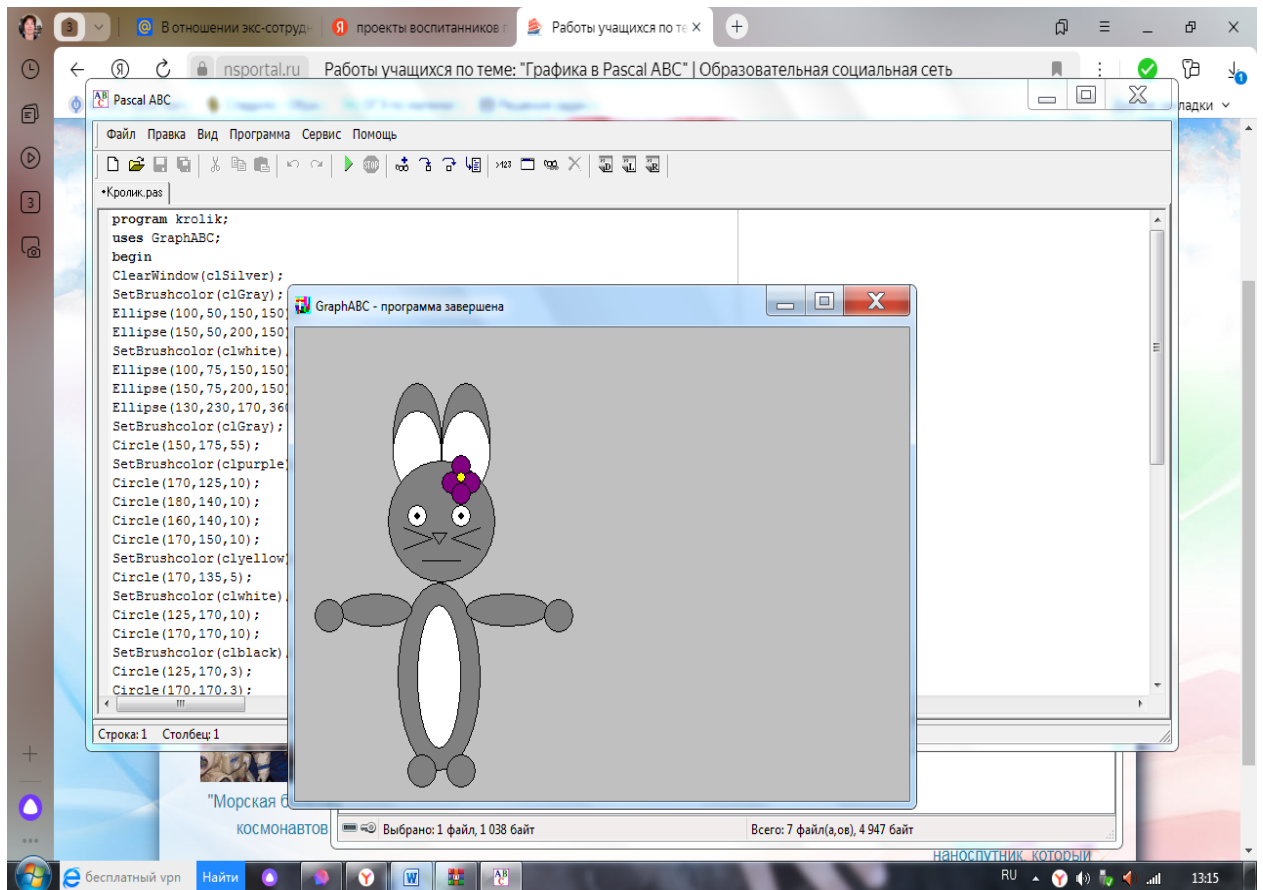 3
В отношении экс-сотруд
проекты воспитанников г
Работы учащихся по те
nsportal.ru Работы учащихся по теме: "Графика в Pascal ABC" | Образовательная социальная сеть
Pascal ABC
ладки
Файл Правка Вид Программа Сервис Помощь
•Кролик.pas
3
program krolik;
uses GraphABC;
begin
ClearWindow(clSilver);
SetBrushcolor(clGray);
GraphABC - программа завершена
Ellipse(100,50,150,150)
Ellipse(150,50,200,150)
SetBrushcolor(clwhite)
Ellipse(100,75,150,150)
Ellipse(150,75,200,150)
Ellipse(130,230,170,360
SetBrushcolor(clGray);
Circle(150,175,55);
SetBrushcolor(clpurple)
Circle(170,125,10);
Circle(180,140,10);
Circle(160,140,10);
Circle(170,150,10);
SetBrushcolor(clyellow)
Circle(170,135,5);
SetBrushcolor(clwhite)
Circle(125,170,10);
Circle(170,170,10);
SetBrushcolor(clblack)
Circle(125,170,3);
Circle(170,170,3);
Строка: 1 Столбец: 1
"Морская б
космонавтов
Выбрано: 1 файл, 1 038 байт
Всего: 7 файл(а,ов), 4 947 байт
наноспутник, который
бесплатный vpn
Найти
RU
13:15